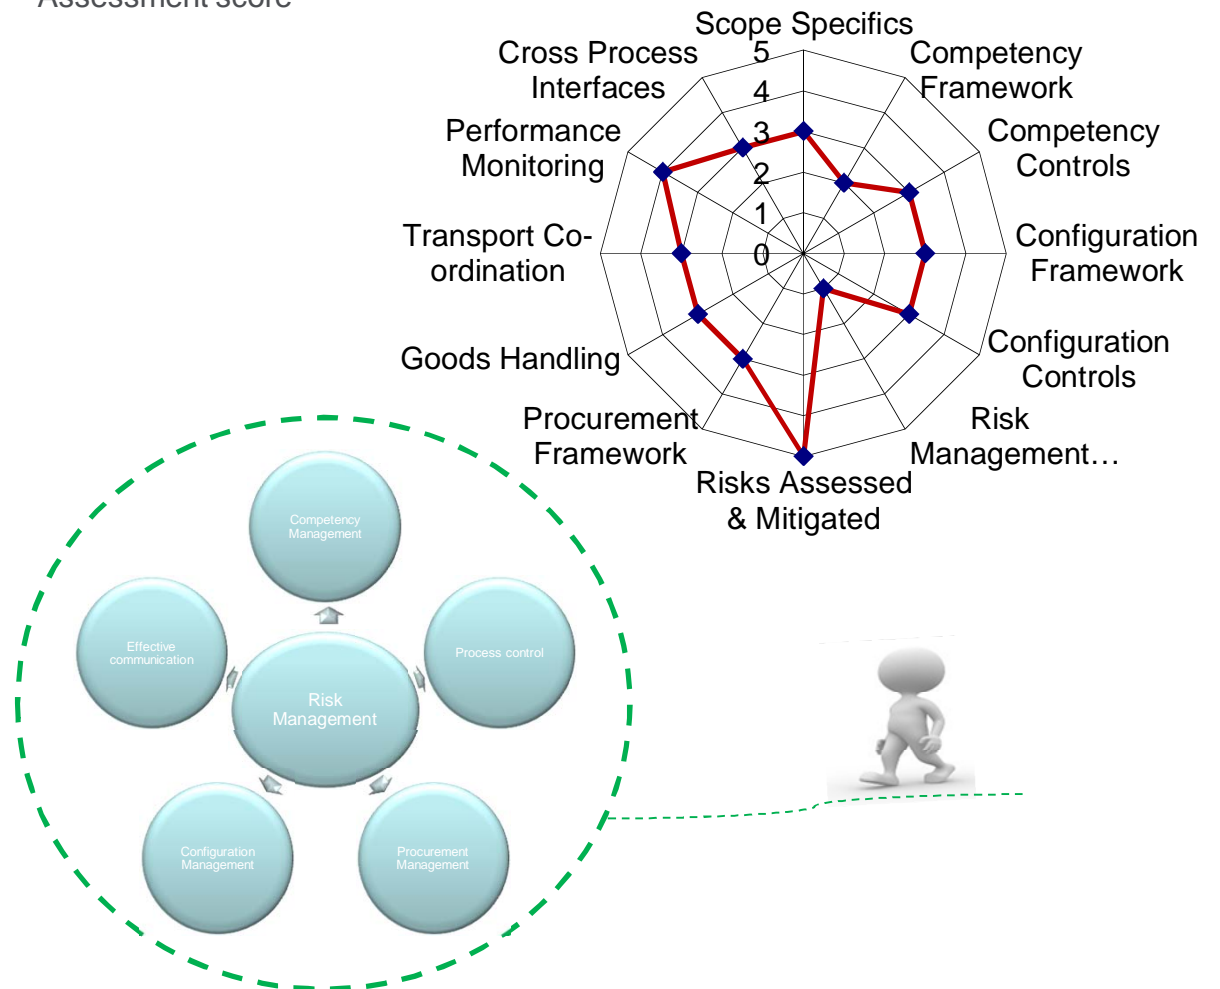 Assessment score
Scope Specifics
Cross Process
Interfaces
Competency
Framework
Performance
Monitoring
Competency
Controls
Transport Co-
ordination
Configuration
Framework
Goods Handling
Configuration
Controls
Procurement
Framework
Risk
Management…
Risks Assessed
& Mitigated
5
4
3
2
1
0
Competency
Management
Effective
communication
Process control
Risk
Management
Configuration
Management
Procurement
Management